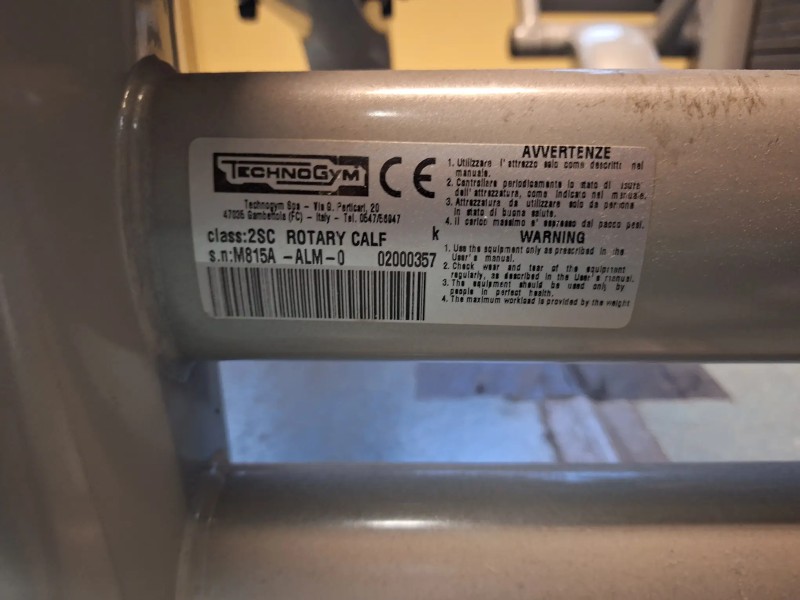 TECHNOGYM CE
Technogym Spa - Via G. Perticari, 20
47035 Gambettola (FC) - Italy - Tel. 0547/56047
class:2SC ROTARY CALF k
s.n:M815A -ALM-0 02000357
AVVERTENZE
1. Utilizzare l'attrezzo solo come descritto nel
manuale.
2. Controllare periodicamente lo stato di usura
dell'attrezzatura, come indicato nel manuale.
3. Attrezzatura da utilizzare solo da persone
in stato di buona salute.
4. Il carico massimo e' espresso dal pacco pesi.
WARNING
1. Use the equipment only as prescribed in the
User's manual.
2. Check wear and tear of the equipment
regularly, as described in the User's manual.
3. The equipment should be used only by
people in perfect health.
4. The maximum workload is provided by the weight